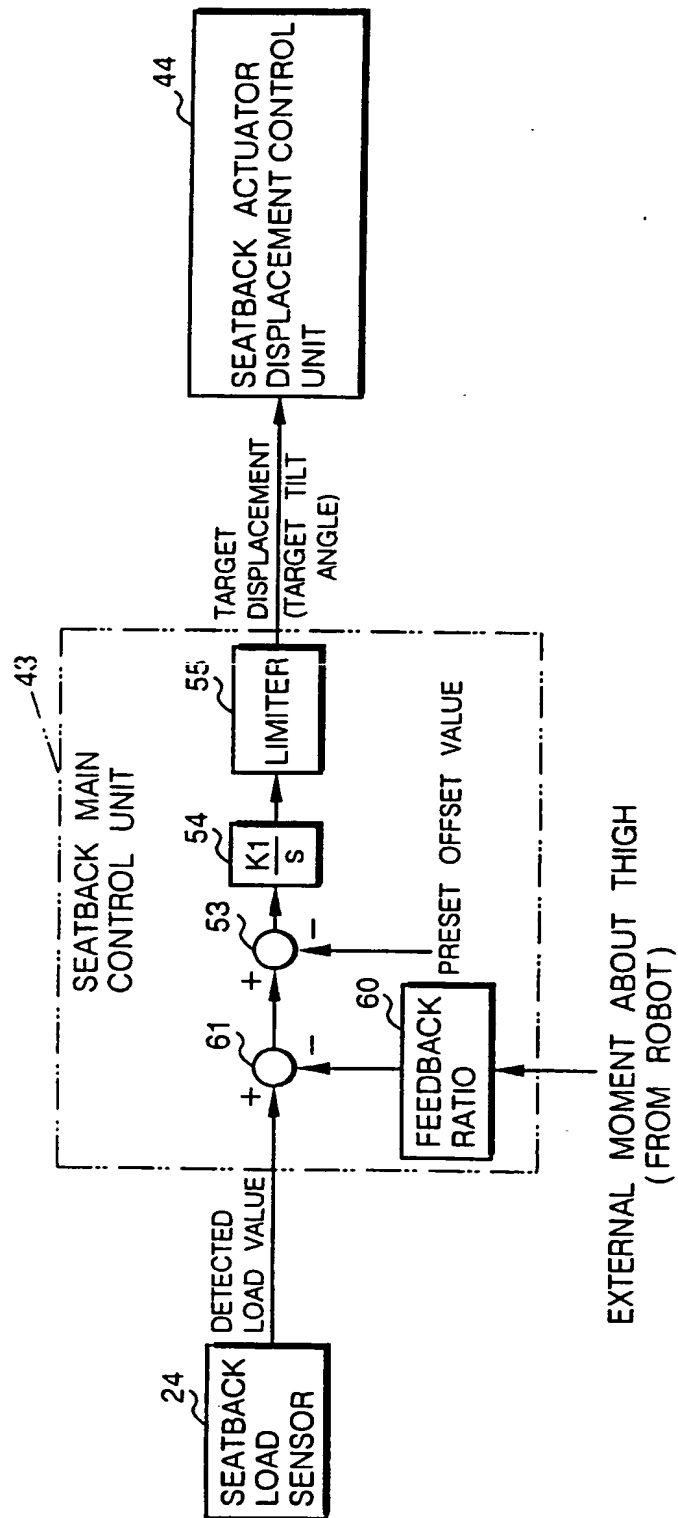 24
SEATBACK
LOAD
SENSOR
DETECTED
LOAD VALUE
43
SEATBACK MAIN
CONTROL UNIT
61
+
−
53
+
−
54
K1
s
55
LIMITER
60
FEEDBACK
RATIO
PRESET OFFSET VALUE
EXTERNAL MOMENT ABOUT THIGH
(FROM ROBOT)
TARGET
DISPLACEMENT
(TARGET TILT
ANGLE)
44
SEATBACK ACTUATOR
DISPLACEMENT CONTROL
UNIT